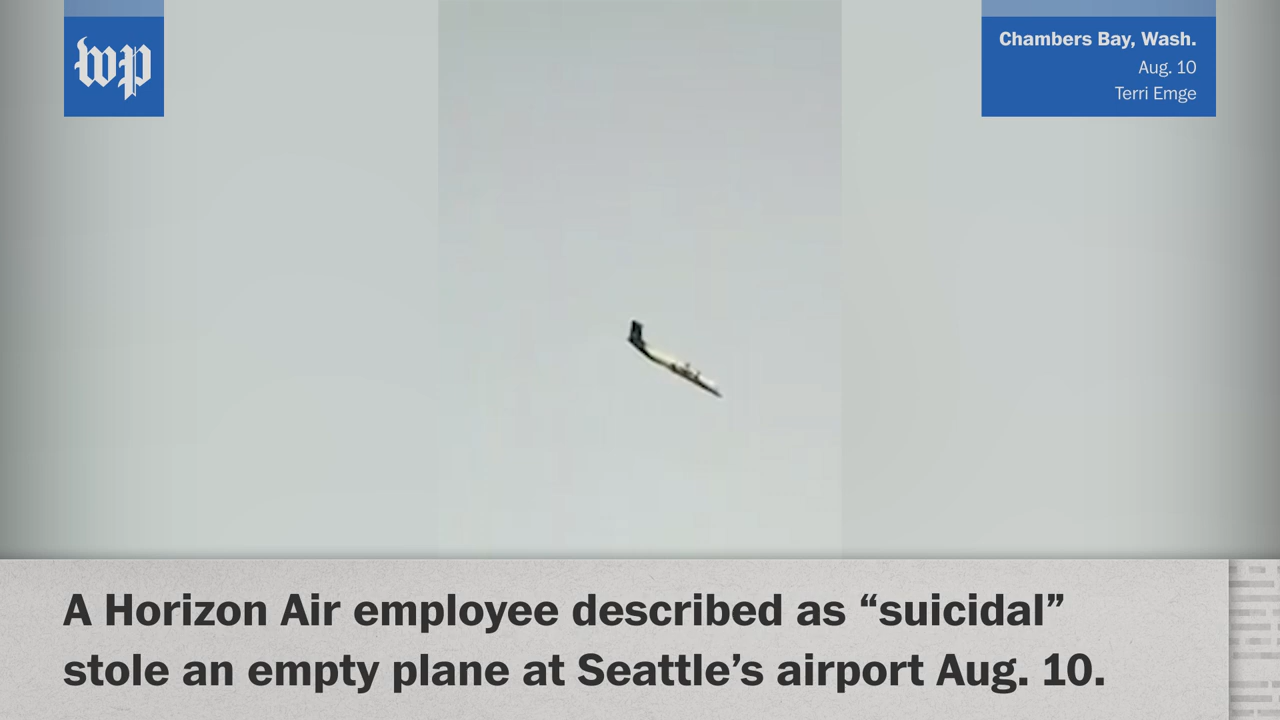 wp
Chambers Bay, Wash.
Aug. 10
Terri Emge
A Horizon Air employee described as “suicidal”
stole an empty plane at Seattle’s airport Aug. 10.